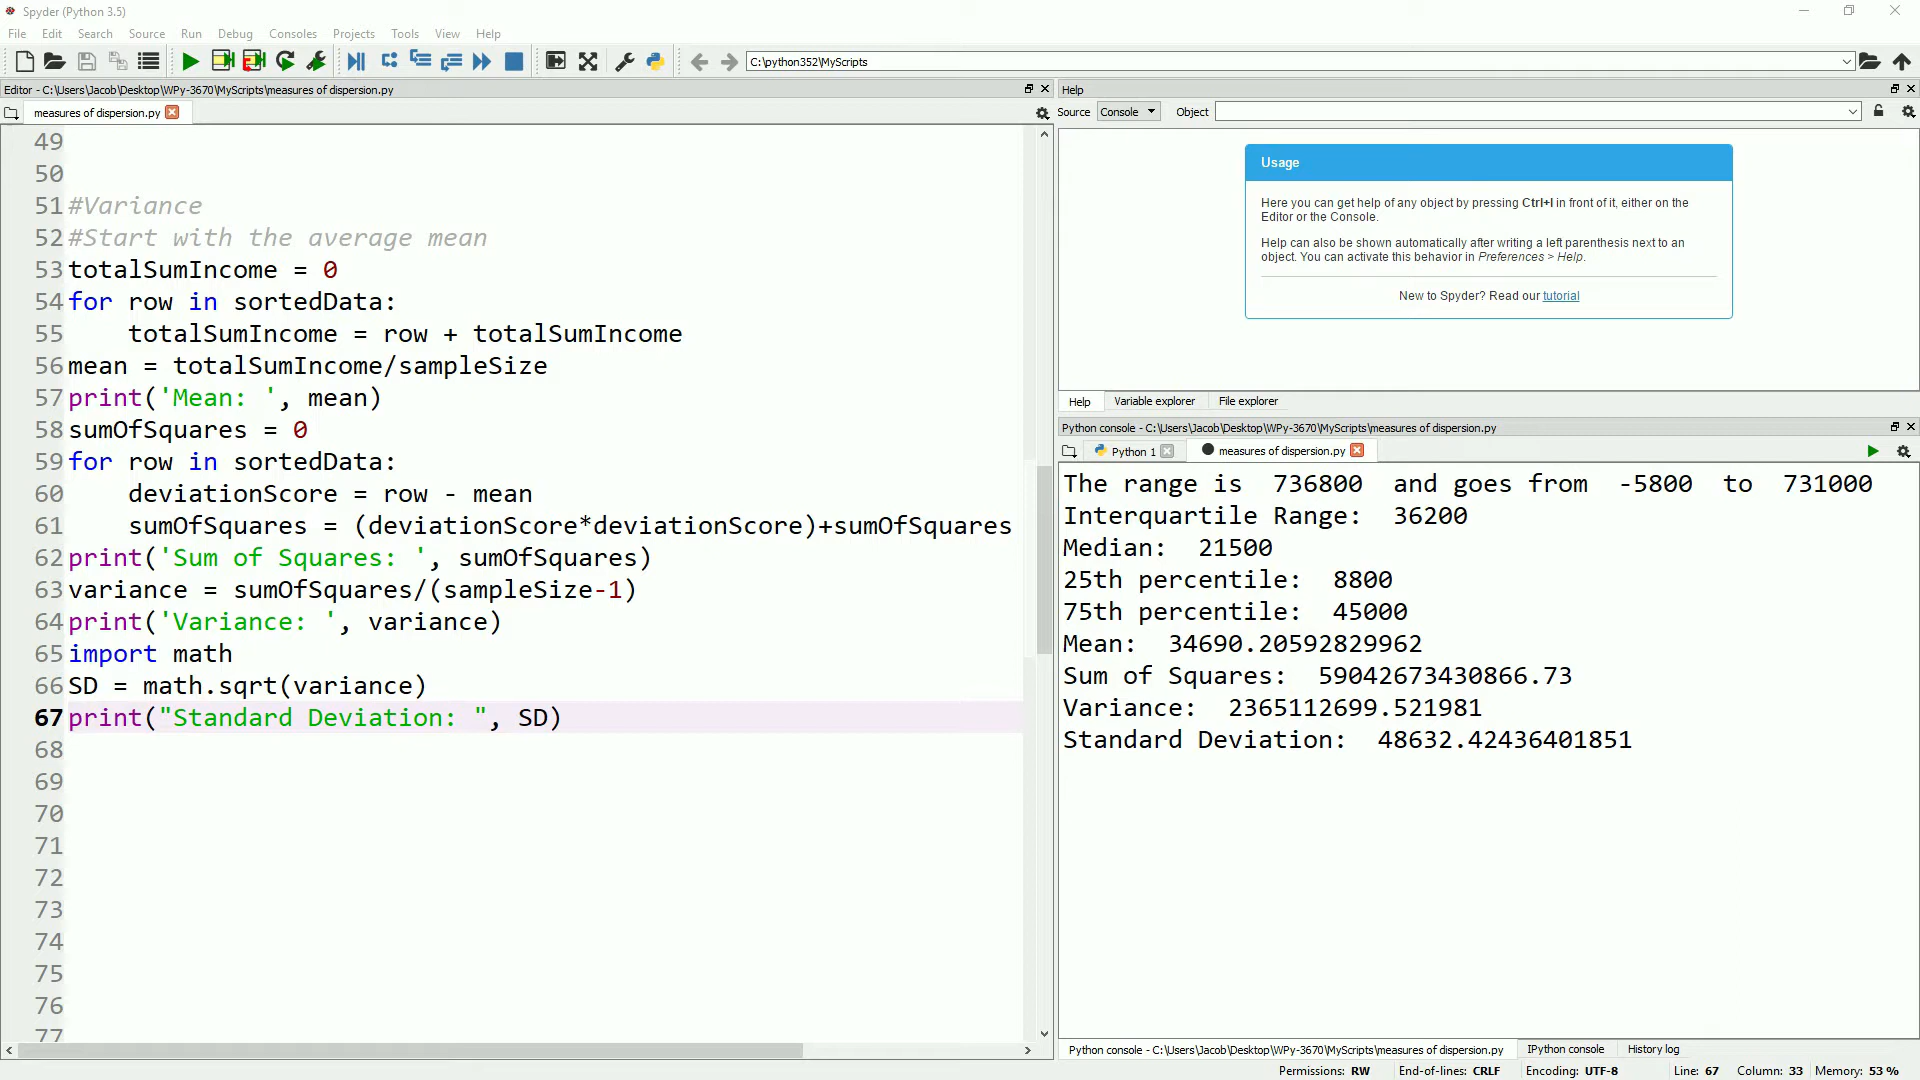 Spyder (Python 3.5)
File Edit Search Source Run Debug Consoles Projects Tools View Help
C:\python352\MyScripts
Editor - C:\Users\Jacob\Desktop\WPy-3670\MyScripts\measures of dispersion.py
measures of dispersion.py
49
50
51 #Variance
52 #Start with the average mean
53 totalSumIncome = 0
54 for row in sortedData:
55     totalSumIncome = row + totalSumIncome
56 mean = totalSumIncome/sampleSize
57 print('Mean: ', mean)
58 sumOfSquares = 0
59 for row in sortedData:
60     deviationScore = row - mean
61     sumOfSquares = (deviationScore*deviationScore)+sumOfSquares
62 print('Sum of Squares: ', sumOfSquares)
63 variance = sumOfSquares/(sampleSize-1)
64 print('Variance: ', variance)
65 import math
66 SD = math.sqrt(variance)
67 print("Standard Deviation: ", SD)
68
69
70
71
72
73
74
75
76
77
Help
Source Console Object
Usage
Here you can get help of any object by pressing Ctrl+I in front of it, either on the
Editor or the Console.
Help can also be shown automatically after writing a left parenthesis next to an
object. You can activate this behavior in Preferences > Help.
New to Spyder? Read our tutorial
Help Variable explorer File explorer
Python console - C:\Users\Jacob\Desktop\WPy-3670\MyScripts\measures of dispersion.py
Python 1 measures of dispersion.py
The range is  736800  and goes from  -5800  to  731000
Interquartile Range:  36200
Median:  21500
25th percentile:  8800
75th percentile:  45000
Mean:  34690.20592829962
Sum of Squares:  59042673430866.73
Variance:  2365112699.521981
Standard Deviation:  48632.42436401851
Python console - C:\Users\Jacob\Desktop\WPy-3670\MyScripts\measures of dispersion.py IPython console History log
Permissions: RW End-of-lines: CRLF Encoding: UTF-8 Line: 67 Column: 33 Memory: 53 %